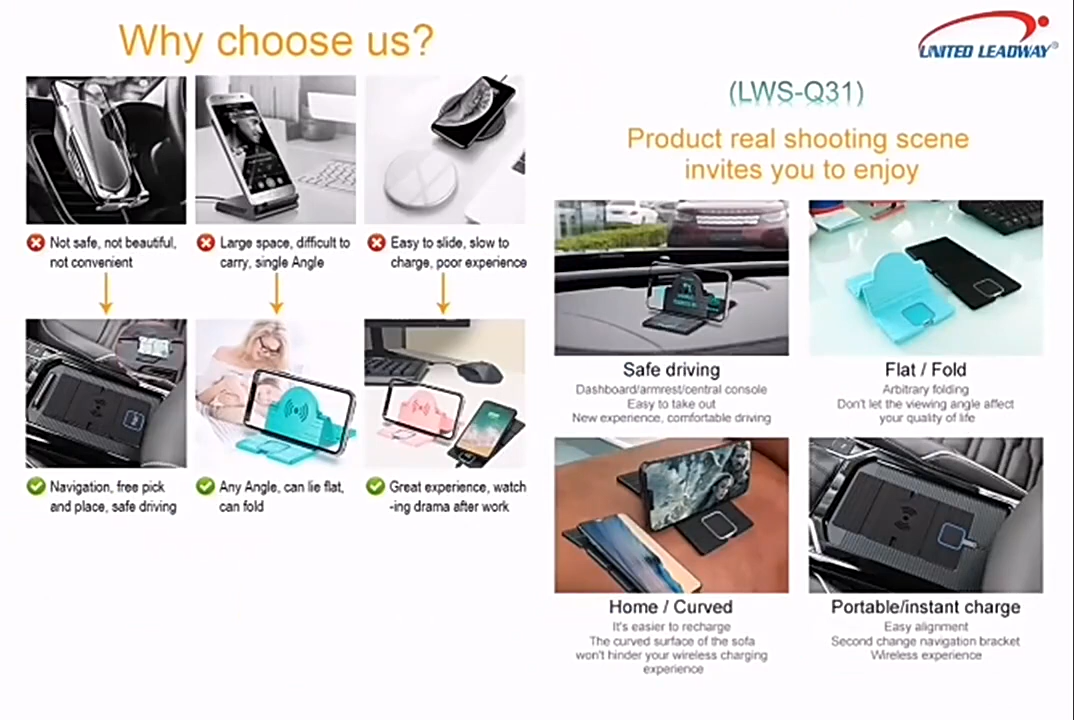 Why choose us?
Not safe, not beautiful,
not convenient
Large space, difficult to
carry, single Angle
Easy to slide, slow to
charge, poor experience
Navigation, free pick
and place, safe driving
Any Angle, can lie flat,
can fold
Great experience, watch
-ing drama after work
UNITED LEADWAY®
(LWS-Q31)
Product real shooting scene
invites you to enjoy
Safe driving
Dashboard/armrest/central console
Easy to take out
New experience, comfortable driving
Flat / Fold
Arbitrary folding
Don't let the viewing angle affect
your quality of life
Home / Curved
It's easier to recharge
The curved surface of the sofa
won't hinder your wireless charging
experience
Portable/instant charge
Easy alignment
Second change navigation bracket
Wireless experience